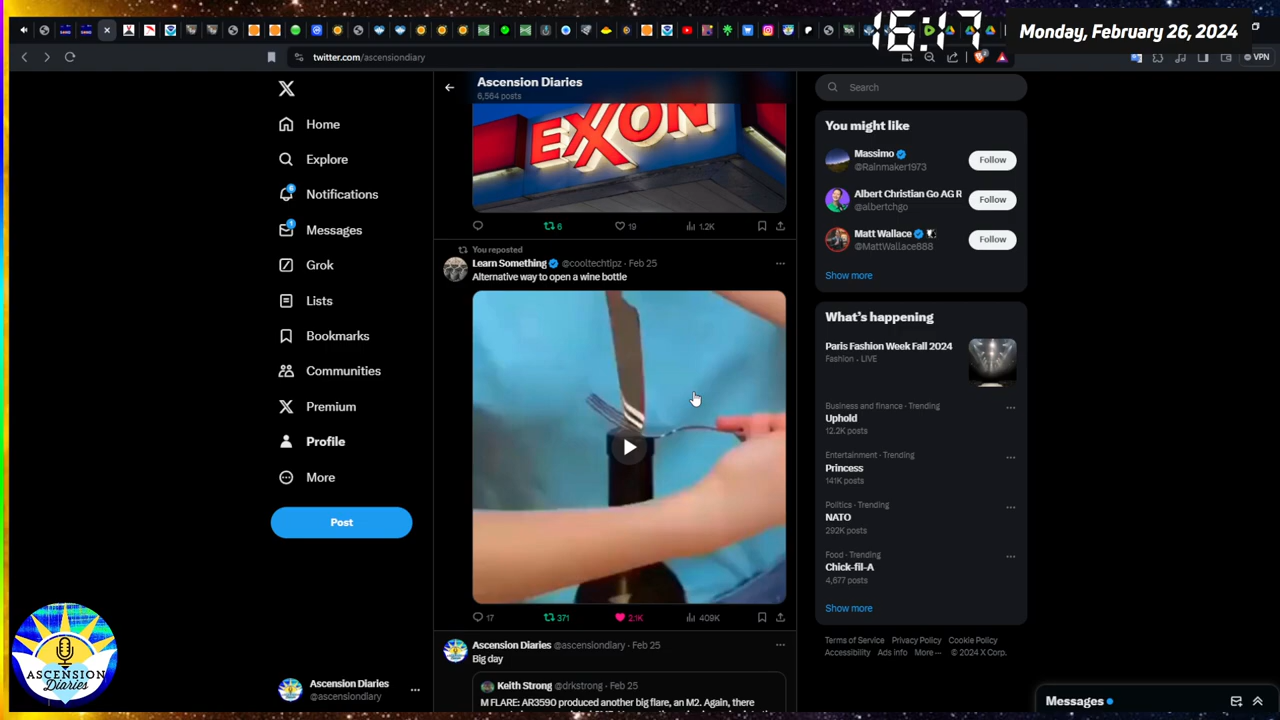 16:17
Monday, February 26, 2024
twitter.com/ascensiondiary
VPN
Home
Explore
6
Notifications
1
Messages
Grok
Lists
Bookmarks
Communities
Premium
Profile
More
Post
Ascension Diaries
@ascensiondiary
ASCENSION
Diaries
Ascension Diaries
6,564 posts
EXXON
6
19
1.2K
You reposted
Learn Something @cooltechtipz · Feb 25
Alternative way to open a wine bottle
17
371
2.1K
409K
Ascension Diaries @ascensiondiary · Feb 25
Big day
Keith Strong @drkstrong · Feb 25
M FLARE: AR3590 produced another big flare, an M2. Again, there
Search
You might like
Massimo
@Rainmaker1973
Follow
Albert Christian Go AG R
@albertchgo
Follow
Matt Wallace
@MattWallace888
Follow
Show more
What's happening
Paris Fashion Week Fall 2024
Fashion · LIVE
Business and finance · Trending
Uphold
12.2K posts
Entertainment · Trending
Princess
141K posts
Politics · Trending
NATO
292K posts
Food · Trending
Chick-fil-A
4,677 posts
Show more
Terms of Service Privacy Policy Cookie Policy
Accessibility Ads info More ··· © 2024 X Corp.
Messages